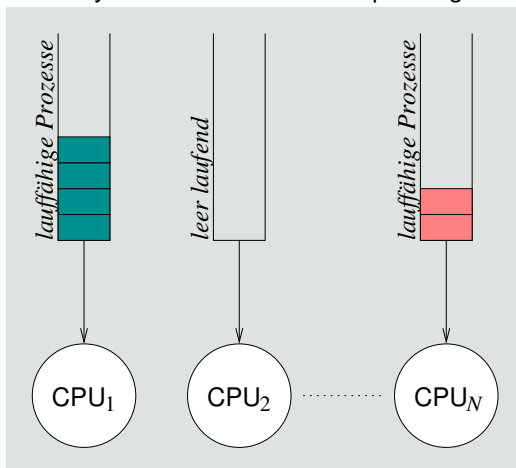 lauffähige Prozesse
leer laufend
lauffähige Prozesse
CPU1
CPU2
CPUN